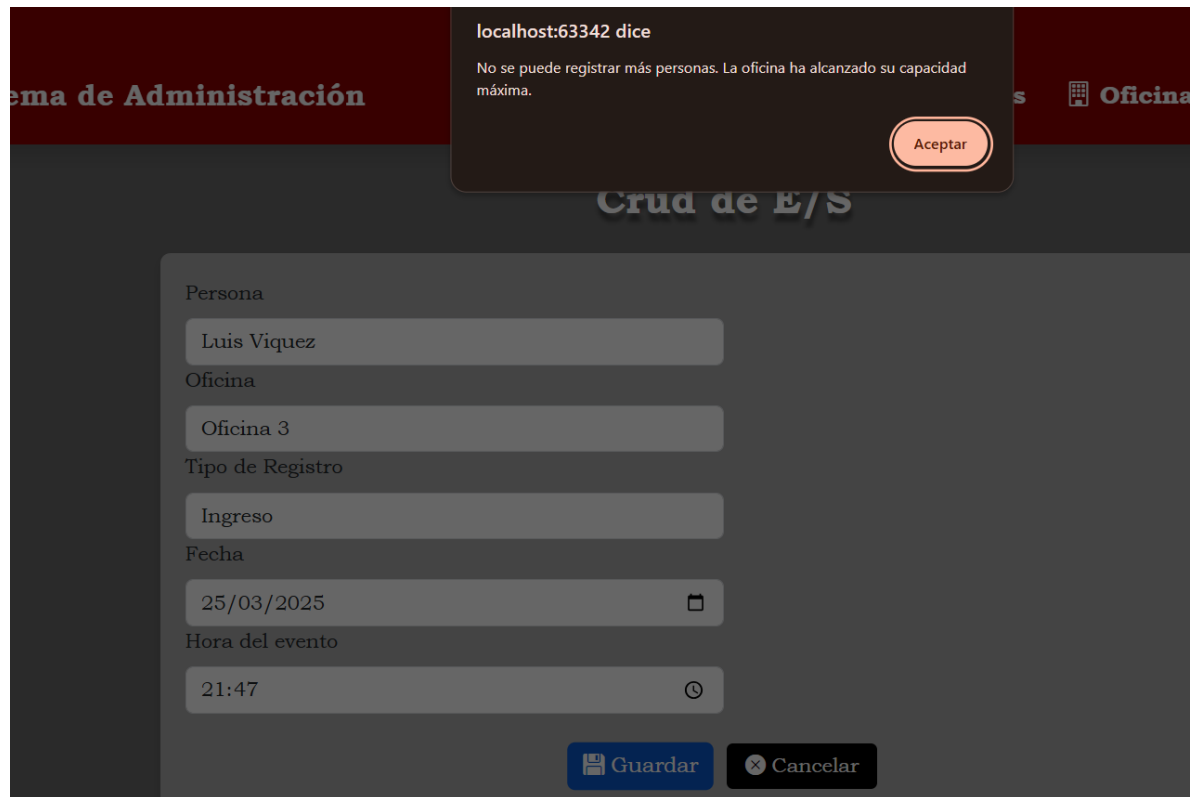 localhost:63342 dice
No se puede registrar más personas. La oficina ha alcanzado su capacidad
máxima.
Aceptar
ema de Administración
s
Oficina
Crud de E/S
Persona
Luis Viquez
Oficina
Oficina 3
Tipo de Registro
Ingreso
Fecha
25/03/2025
Hora del evento
21:47
Guardar
Cancelar